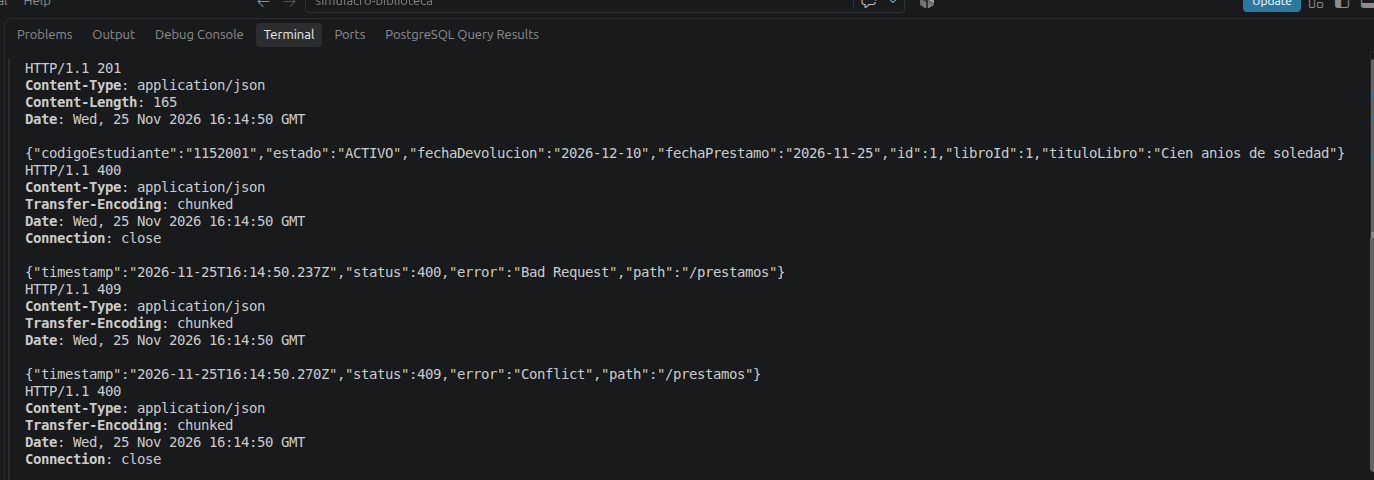 Help
simulacro-biblioteca
Update
Problems Output Debug Console Terminal Ports PostgreSQL Query Results
HTTP/1.1 201
Content-Type: application/json
Content-Length: 165
Date: Wed, 25 Nov 2026 16:14:50 GMT
{"codigoEstudiante":"1152001","estado":"ACTIVO","fechaDevolucion":"2026-12-10","fechaPrestamo":"2026-11-25","id":1,"libroId":1,"tituloLibro":"Cien anios de soledad"}
HTTP/1.1 400
Content-Type: application/json
Transfer-Encoding: chunked
Date: Wed, 25 Nov 2026 16:14:50 GMT
Connection: close
{"timestamp":"2026-11-25T16:14:50.237Z","status":400,"error":"Bad Request","path":"/prestamos"}
HTTP/1.1 409
Content-Type: application/json
Transfer-Encoding: chunked
Date: Wed, 25 Nov 2026 16:14:50 GMT
{"timestamp":"2026-11-25T16:14:50.270Z","status":409,"error":"Conflict","path":"/prestamos"}
HTTP/1.1 400
Content-Type: application/json
Transfer-Encoding: chunked
Date: Wed, 25 Nov 2026 16:14:50 GMT
Connection: close